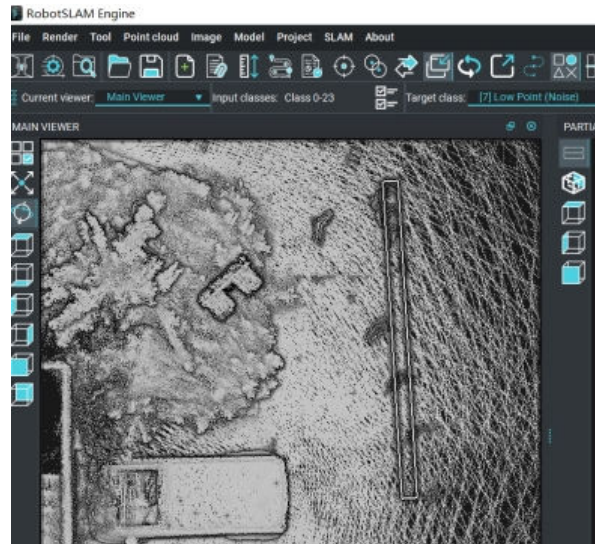 RobotSLAM Engine
File Render Tool Point cloud Image Model Project SLAM About
Current viewer: Main Viewer Input classes: Class 0-23 Target class: [7] Low Point (Noise)
MAIN VIEWER
PARTIA